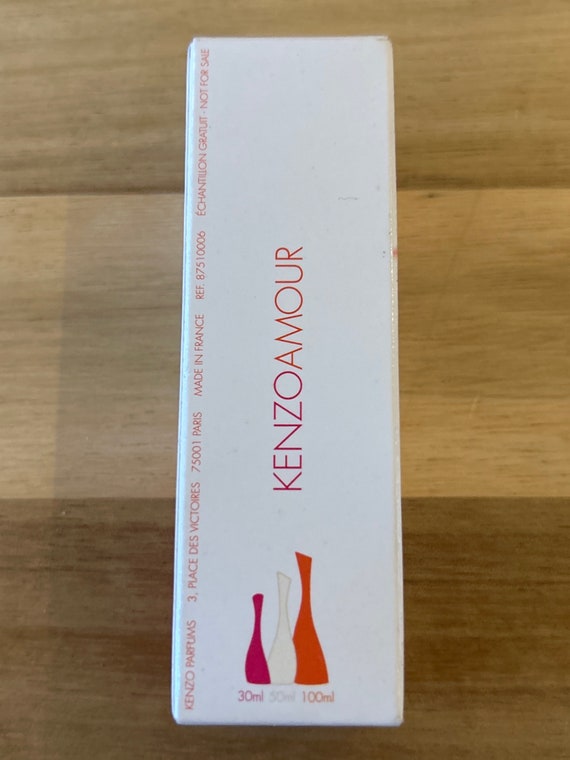 KENZO PARFUMS 3, PLACE DES VICTOIRES 75001 PARIS MADE IN FRANCE REF. 87510006 ÉCHANTILLON GRATUIT - NOT FOR SALE
KENZOAMOUR
30ml 50ml 100ml